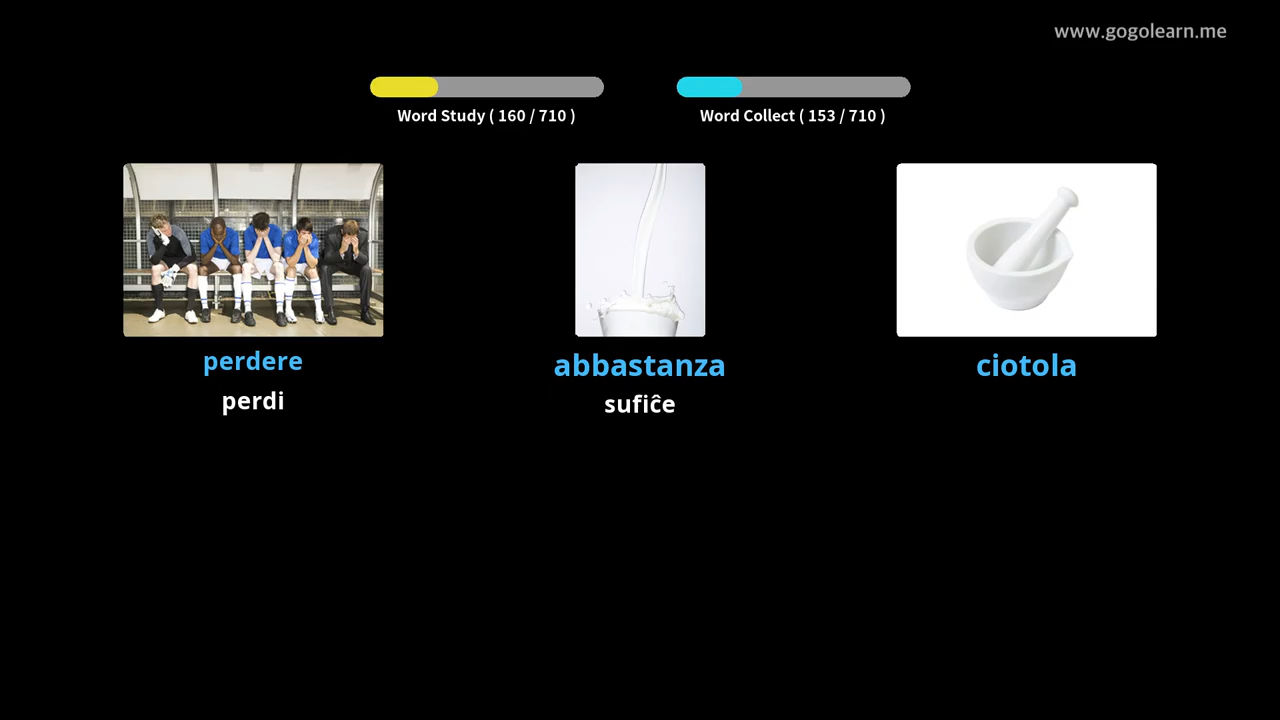 www.gogolearn.me
Word Study ( 160 / 710 )
Word Collect ( 153 / 710 )
perdere
perdi
abbastanza
sufiĉe
ciotola